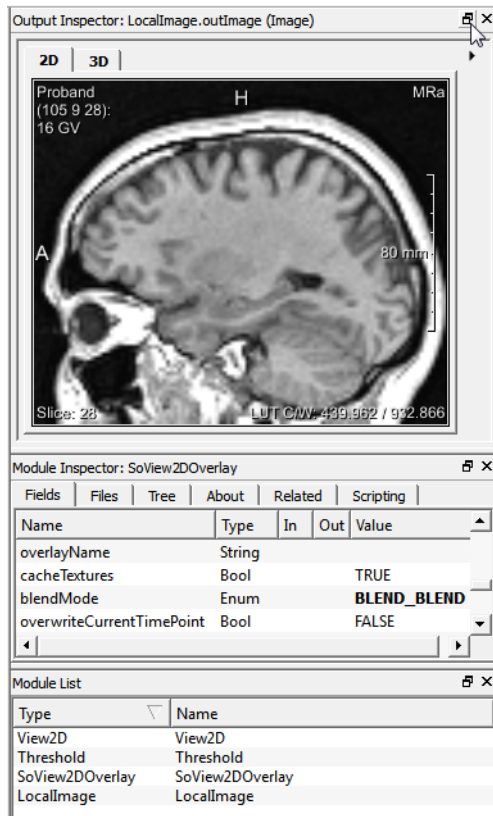 Output Inspector: LocalImage.outImage (Image)
2D 3D
Proband
(105 9 28):
16 GV
H
MRa
A
80 mm
Slice: 28
LUT C/W: 439.962 / 932.866
Module Inspector: SoView2DOverlay
Fields Files Tree About Related Scripting
Name Type In Out Value
overlayName String
cacheTextures Bool TRUE
blendMode Enum BLEND_BLEND
overwriteCurrentTimePoint Bool FALSE
Module List
Type Name
View2D View2D
Threshold Threshold
SoView2DOverlay SoView2DOverlay
LocalImage LocalImage